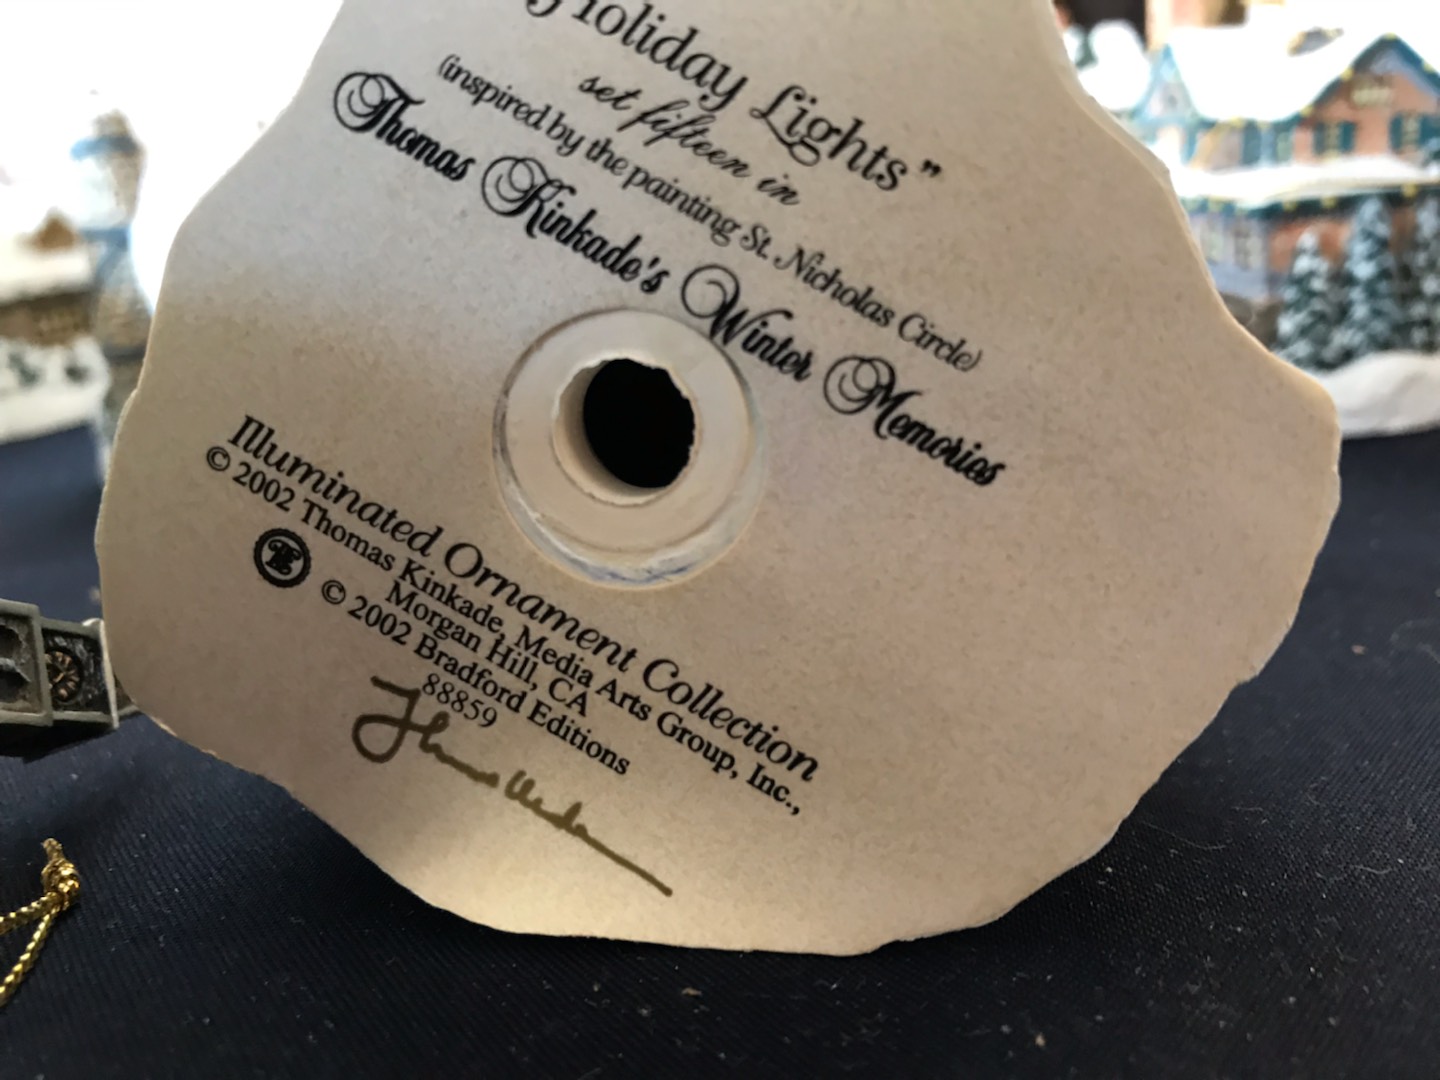 Holiday Lights"
set fifteen in
(inspired by the painting St. Nicholas Circle)
Thomas Kinkade's Winter Memories
Illuminated Ornament Collection
© 2002 Thomas Kinkade, Media Arts Group, Inc.,
Morgan Hill, CA
© 2002 Bradford Editions
88859